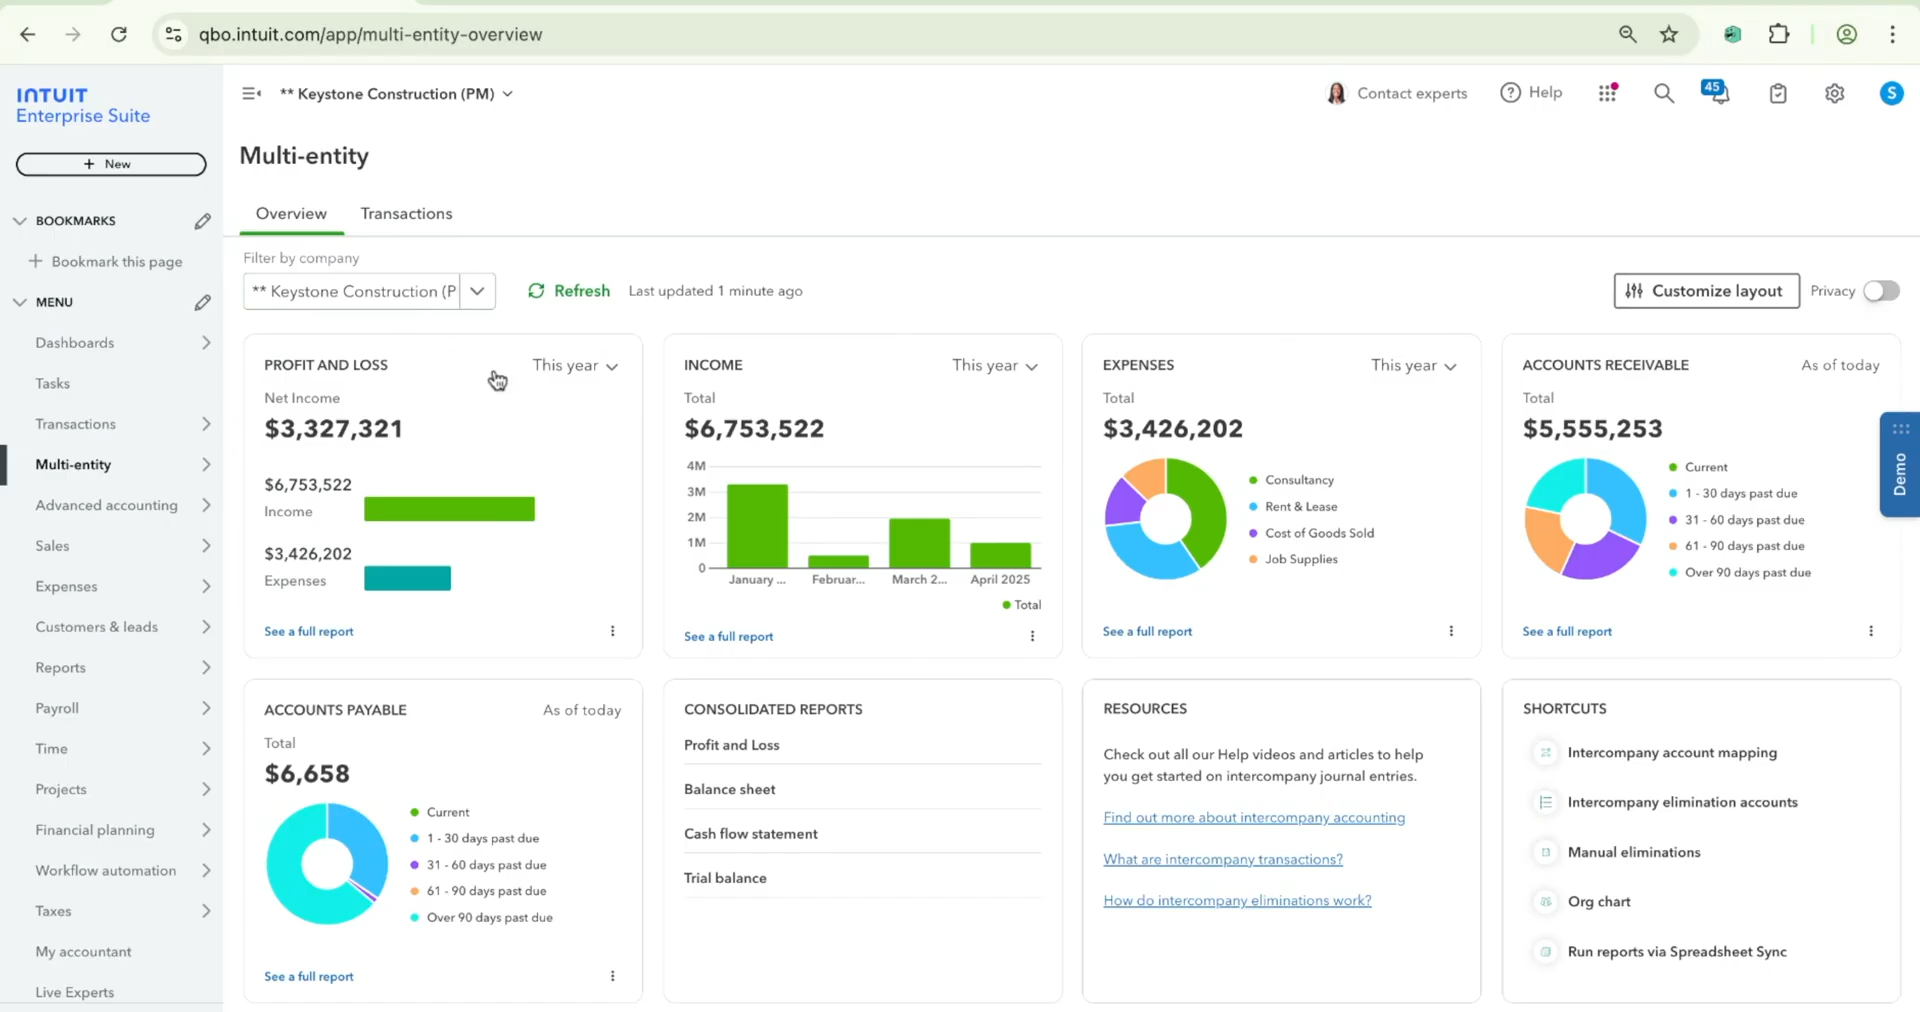 qbo.intuit.com/app/multi-entity-overview
INTUIT
Enterprise Suite
** Keystone Construction (PM)
Contact experts
Help
45
S
+ New
BOOKMARKS
Bookmark this page
MENU
Dashboards
Tasks
Transactions
Multi-entity
Advanced accounting
Sales
Expenses
Customers & leads
Reports
Payroll
Time
Projects
Financial planning
Workflow automation
Taxes
My accountant
Live Experts
Multi-entity
Overview
Transactions
Filter by company
** Keystone Construction (P
Refresh
Last updated 1 minute ago
Customize layout
Privacy
PROFIT AND LOSS
This year
Net Income
$3,327,321
$6,753,522
Income
$3,426,202
Expenses
See a full report
INCOME
This year
Total
$6,753,522
4M
3M
2M
1M
0
January ...
Februar...
March 2...
April 2025
Total
See a full report
EXPENSES
This year
Total
$3,426,202
Consultancy
Rent & Lease
Cost of Goods Sold
Job Supplies
See a full report
ACCOUNTS RECEIVABLE
As of today
Total
$5,555,253
Current
1 - 30 days past due
31 - 60 days past due
61 - 90 days past due
Over 90 days past due
See a full report
Demo
ACCOUNTS PAYABLE
As of today
Total
$6,658
Current
1 - 30 days past due
31 - 60 days past due
61 - 90 days past due
Over 90 days past due
See a full report
CONSOLIDATED REPORTS
Profit and Loss
Balance sheet
Cash flow statement
Trial balance
RESOURCES
Check out all our Help videos and articles to help
you get started on intercompany journal entries.
Find out more about intercompany accounting
What are intercompany transactions?
How do intercompany eliminations work?
SHORTCUTS
Intercompany account mapping
Intercompany elimination accounts
Manual eliminations
Org chart
Run reports via Spreadsheet Sync